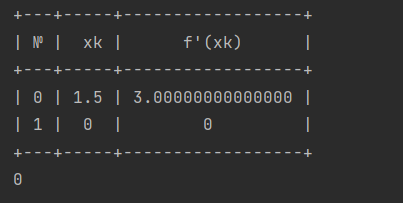 +---+-----+------------------+
| № |  xk |      f'(xk)      |
+---+-----+------------------+
| 0 | 1.5 | 3.00000000000000 |
| 1 |  0  |        0         |
+---+-----+------------------+
0